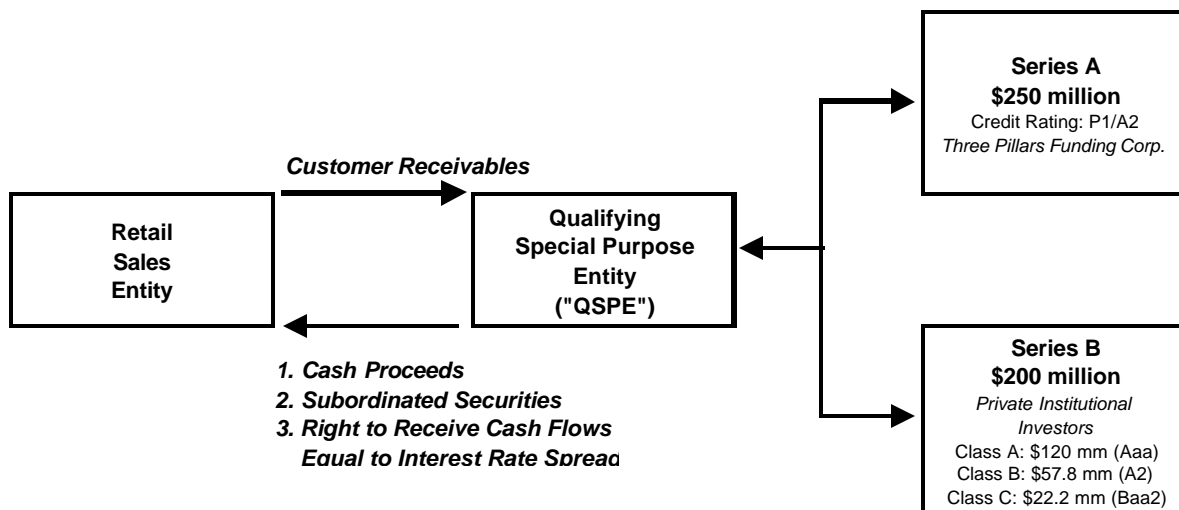 Customer Receivables
Retail
Sales
Entity
Qualifying
Special Purpose
Entity
("QSPE")
1. Cash Proceeds
2. Subordinated Securities
3. Right to Receive Cash Flows
Equal to Interest Rate Spread
Series A
$250 million
Credit Rating: P1/A2
Three Pillars Funding Corp.
Series B
$200 million
Private Institutional
Investors
Class A: $120 mm (Aaa)
Class B: $57.8 mm (A2)
Class C: $22.2 mm (Baa2)